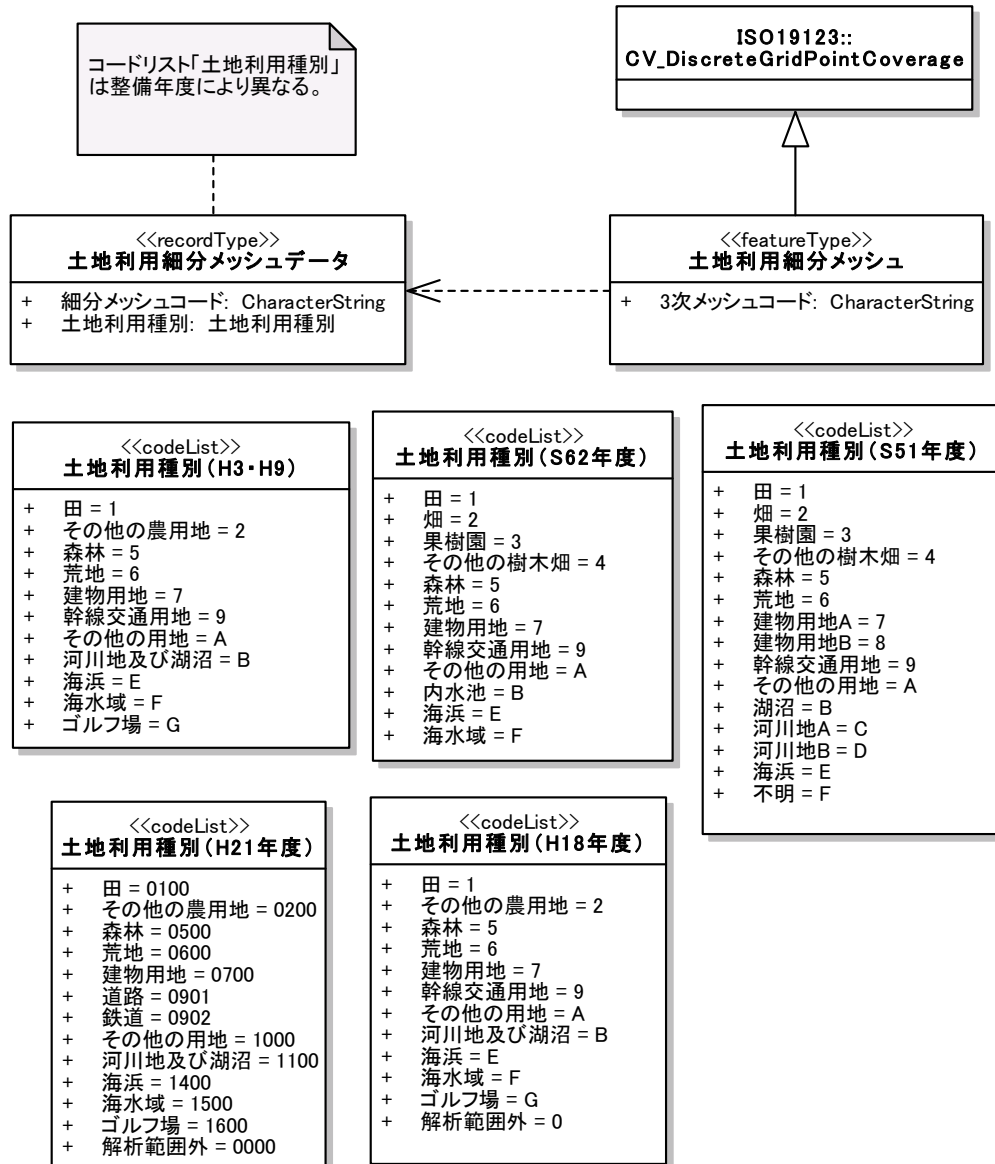 コードリスト「土地利用種別」
は整備年度により異なる。
ISO19123::
CV_DiscreteGridPointCoverage
<<recordType>>
土地利用細分メッシュデータ
+ 細分メッシュコード: CharacterString
+ 土地利用種別: 土地利用種別
<<featureType>>
土地利用細分メッシュ
+ 3次メッシュコード: CharacterString
<<codeList>>
土地利用種別(H3・H9)
+ 田 = 1
+ その他の農用地 = 2
+ 森林 = 5
+ 荒地 = 6
+ 建物用地 = 7
+ 幹線交通用地 = 9
+ その他の用地 = A
+ 河川地及び湖沼 = B
+ 海浜 = E
+ 海水域 = F
+ ゴルフ場 = G
<<codeList>>
土地利用種別(S62年度)
+ 田 = 1
+ 畑 = 2
+ 果樹園 = 3
+ その他の樹木畑 = 4
+ 森林 = 5
+ 荒地 = 6
+ 建物用地 = 7
+ 幹線交通用地 = 9
+ その他の用地 = A
+ 内水池 = B
+ 海浜 = E
+ 海水域 = F
<<codeList>>
土地利用種別(S51年度)
+ 田 = 1
+ 畑 = 2
+ 果樹園 = 3
+ その他の樹木畑 = 4
+ 森林 = 5
+ 荒地 = 6
+ 建物用地A = 7
+ 建物用地B = 8
+ 幹線交通用地 = 9
+ その他の用地 = A
+ 湖沼 = B
+ 河川地A = C
+ 河川地B = D
+ 海浜 = E
+ 不明 = F
<<codeList>>
土地利用種別(H21年度)
+ 田 = 0100
+ その他の農用地 = 0200
+ 森林 = 0500
+ 荒地 = 0600
+ 建物用地 = 0700
+ 道路 = 0901
+ 鉄道 = 0902
+ その他の用地 = 1000
+ 河川地及び湖沼 = 1100
+ 海浜 = 1400
+ 海水域 = 1500
+ ゴルフ場 = 1600
+ 解析範囲外 = 0000
<<codeList>>
土地利用種別(H18年度)
+ 田 = 1
+ その他の農用地 = 2
+ 森林 = 5
+ 荒地 = 6
+ 建物用地 = 7
+ 幹線交通用地 = 9
+ その他の用地 = A
+ 河川地及び湖沼 = B
+ 海浜 = E
+ 海水域 = F
+ ゴルフ場 = G
+ 解析範囲外 = 0